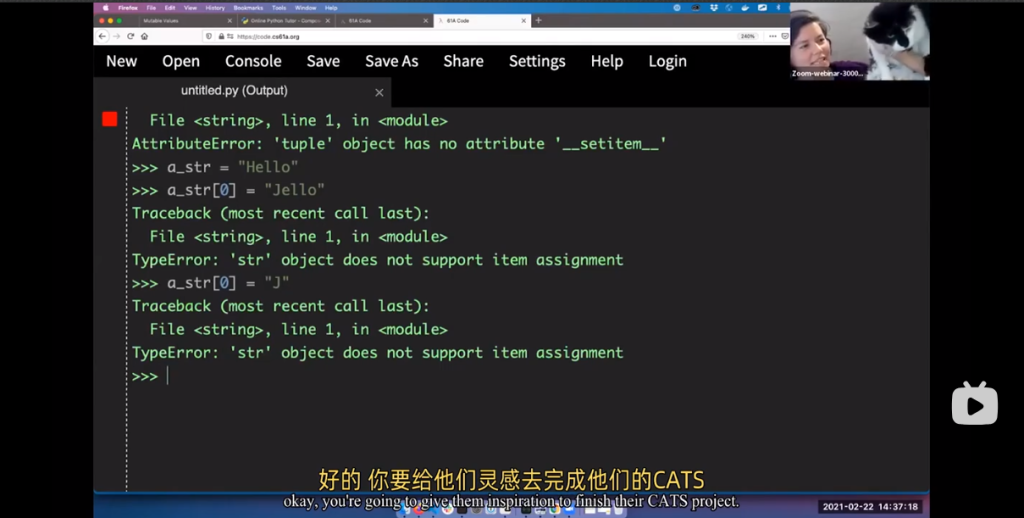 Firefox File Edit View History Bookmarks Tools Window Help
Mutable Values
Online Python Tutor - Compo
61A Code
61A Code
https://code.cs61a.org
240%
New Open Console Save Save As Share Settings Help Login
Zoom-webinar-3000...
untitled.py (Output)
File <string>, line 1, in <module>
AttributeError: 'tuple' object has no attribute '__setitem__'
>>> a_str = "Hello"
>>> a_str[0] = "Jello"
Traceback (most recent call last):
File <string>, line 1, in <module>
TypeError: 'str' object does not support item assignment
>>> a_str[0] = "J"
Traceback (most recent call last):
File <string>, line 1, in <module>
TypeError: 'str' object does not support item assignment
>>>
好的 你要给他们灵感去完成他们的CATS
okay, you're going to give them inspiration to finish their CATS project.
2021-02-22 14:37:18